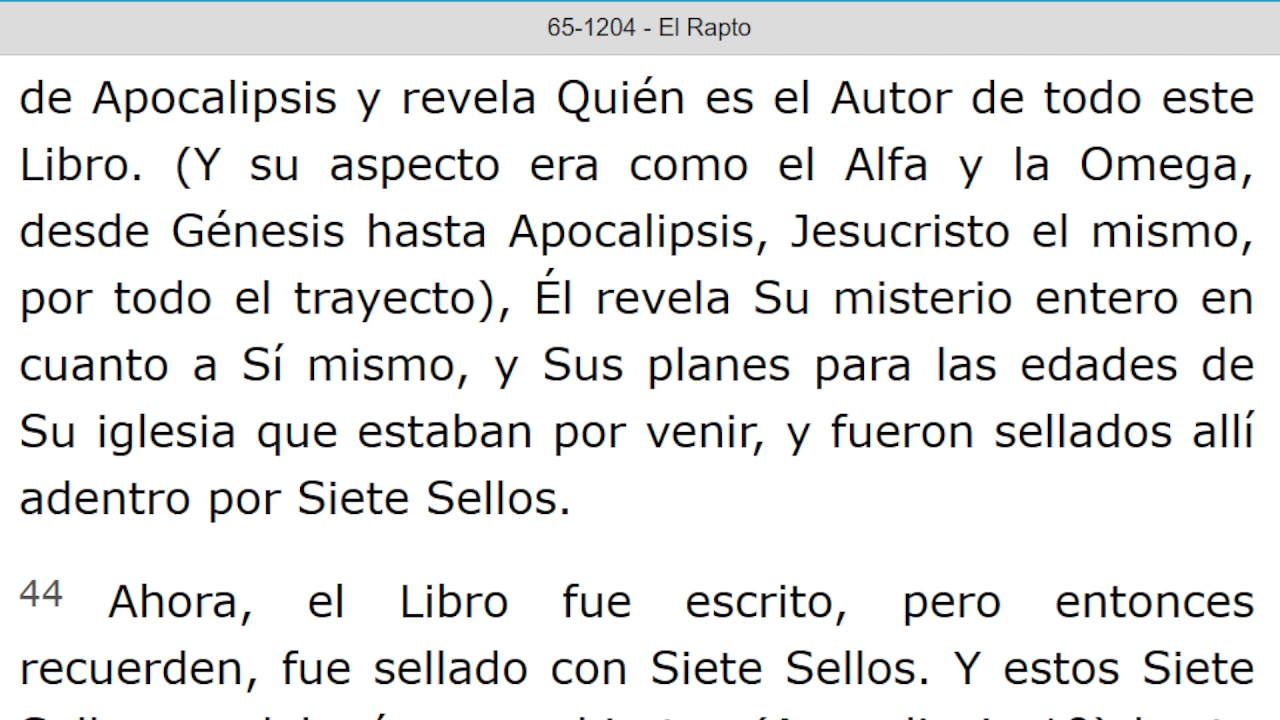 65-1204 - El Rapto
de Apocalipsis y revela Quién es el Autor de todo este
Libro. (Y su aspecto era como el Alfa y la Omega,
desde Génesis hasta Apocalipsis, Jesucristo el mismo,
por todo el trayecto), Él revela Su misterio entero en
cuanto a Sí mismo, y Sus planes para las edades de
Su iglesia que estaban por venir, y fueron sellados allí
adentro por Siete Sellos.
44 Ahora, el Libro fue escrito, pero entonces
recuerden, fue sellado con Siete Sellos. Y estos Siete